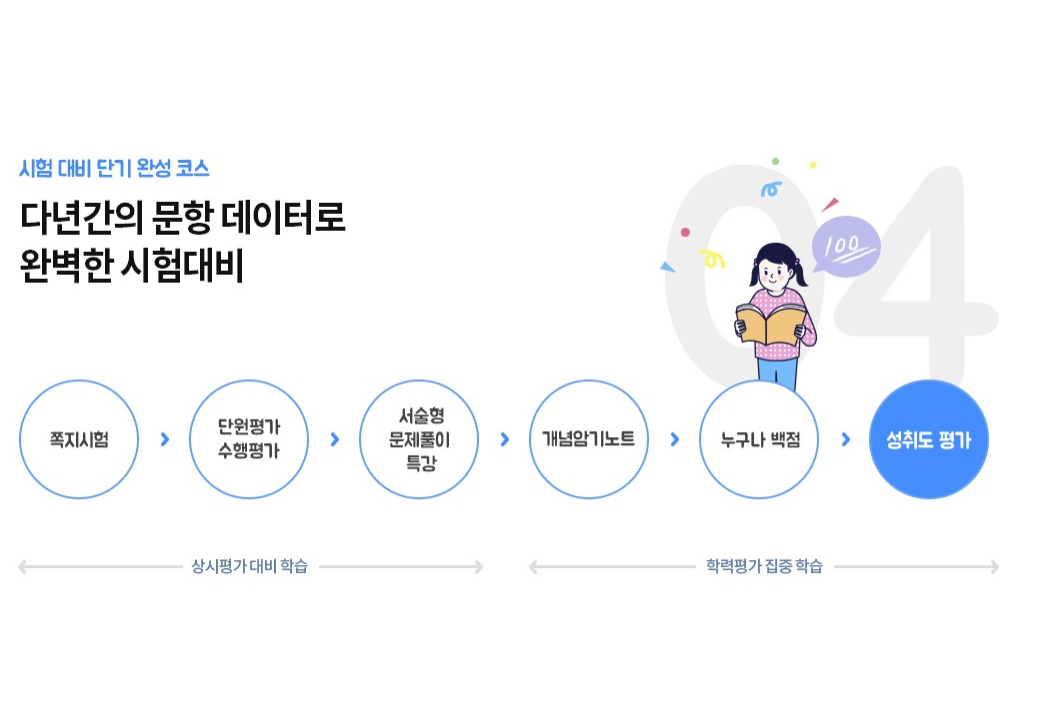 시험 대비 단기 완성 코스
다년간의 문항 데이터로
완벽한 시험대비
04
100
쪽지시험
단원평가
수행평가
서술형
문제풀이
특강
개념암기노트
누구나 백점
성취도 평가
상시평가 대비 학습
학력평가 집중 학습